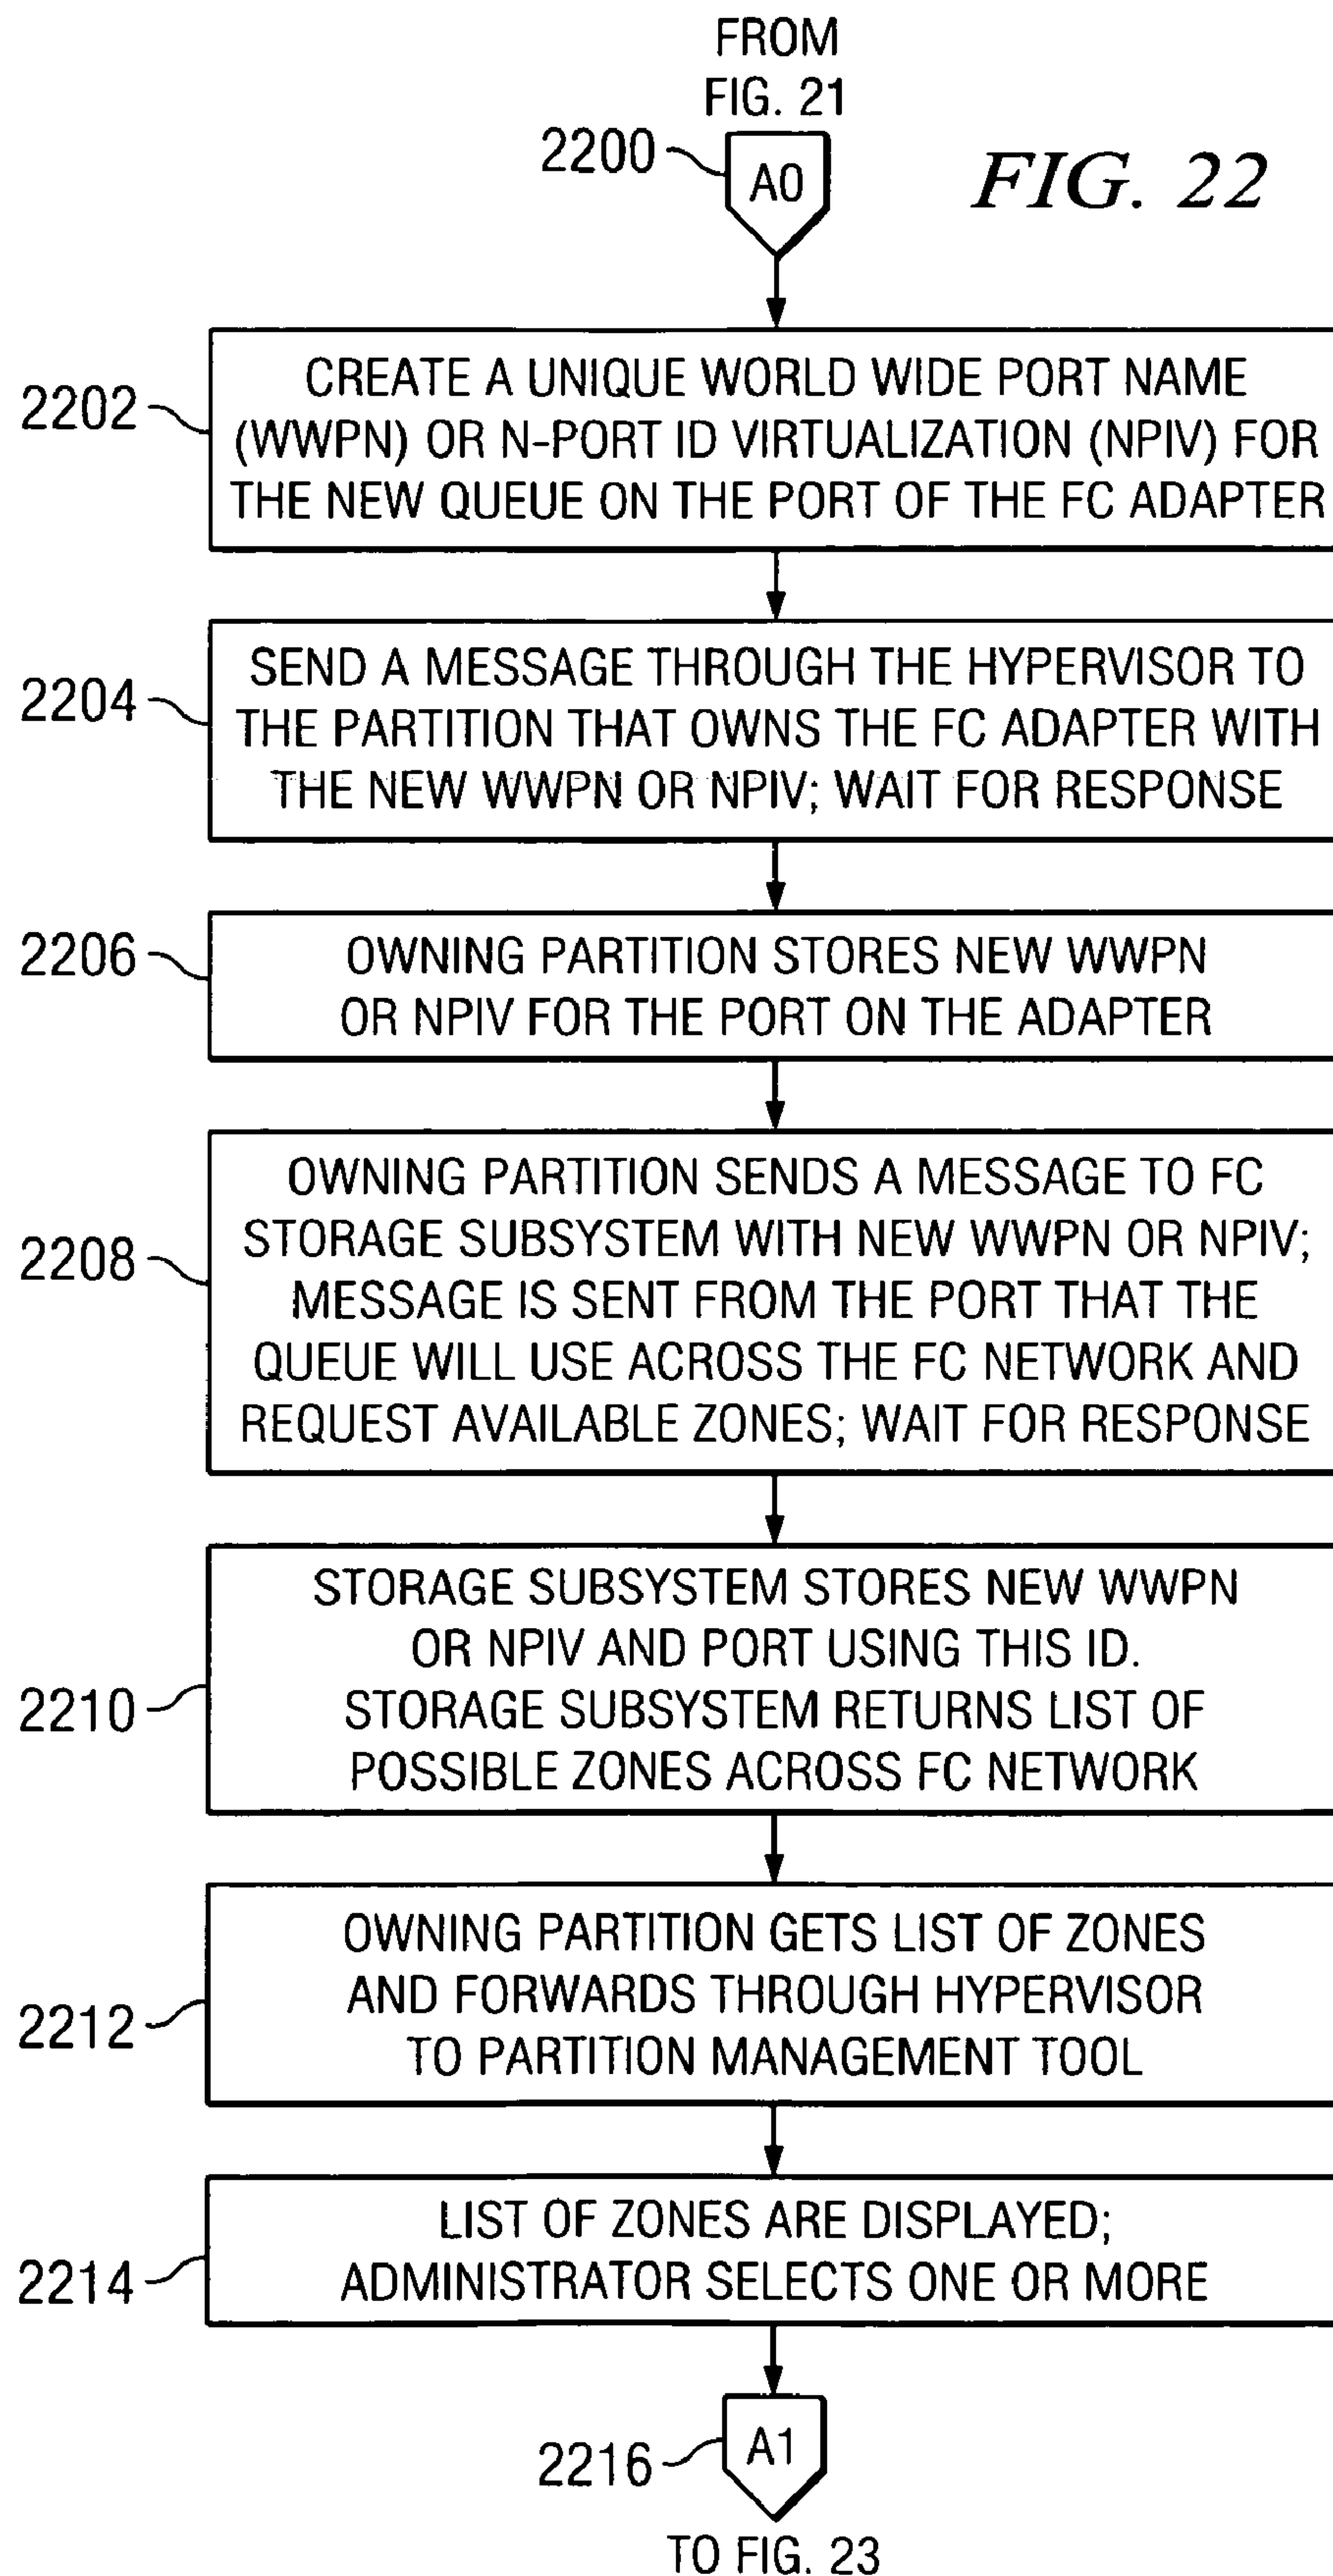 FROM
FIG. 21
2200
A0
FIG. 22
2202
CREATE A UNIQUE WORLD WIDE PORT NAME
(WWPN) OR N-PORT ID VIRTUALIZATION (NPIV) FOR
THE NEW QUEUE ON THE PORT OF THE FC ADAPTER
2204
SEND A MESSAGE THROUGH THE HYPERVISOR TO
THE PARTITION THAT OWNS THE FC ADAPTER WITH
THE NEW WWPN OR NPIV; WAIT FOR RESPONSE
2206
OWNING PARTITION STORES NEW WWPN
OR NPIV FOR THE PORT ON THE ADAPTER
2208
OWNING PARTITION SENDS A MESSAGE TO FC
STORAGE SUBSYSTEM WITH NEW WWPN OR NPIV;
MESSAGE IS SENT FROM THE PORT THAT THE
QUEUE WILL USE ACROSS THE FC NETWORK AND
REQUEST AVAILABLE ZONES; WAIT FOR RESPONSE
2210
STORAGE SUBSYSTEM STORES NEW WWPN
OR NPIV AND PORT USING THIS ID.
STORAGE SUBSYSTEM RETURNS LIST OF
POSSIBLE ZONES ACROSS FC NETWORK
2212
OWNING PARTITION GETS LIST OF ZONES
AND FORWARDS THROUGH HYPERVISOR
TO PARTITION MANAGEMENT TOOL
2214
LIST OF ZONES ARE DISPLAYED;
ADMINISTRATOR SELECTS ONE OR MORE
2216
A1
TO FIG. 23